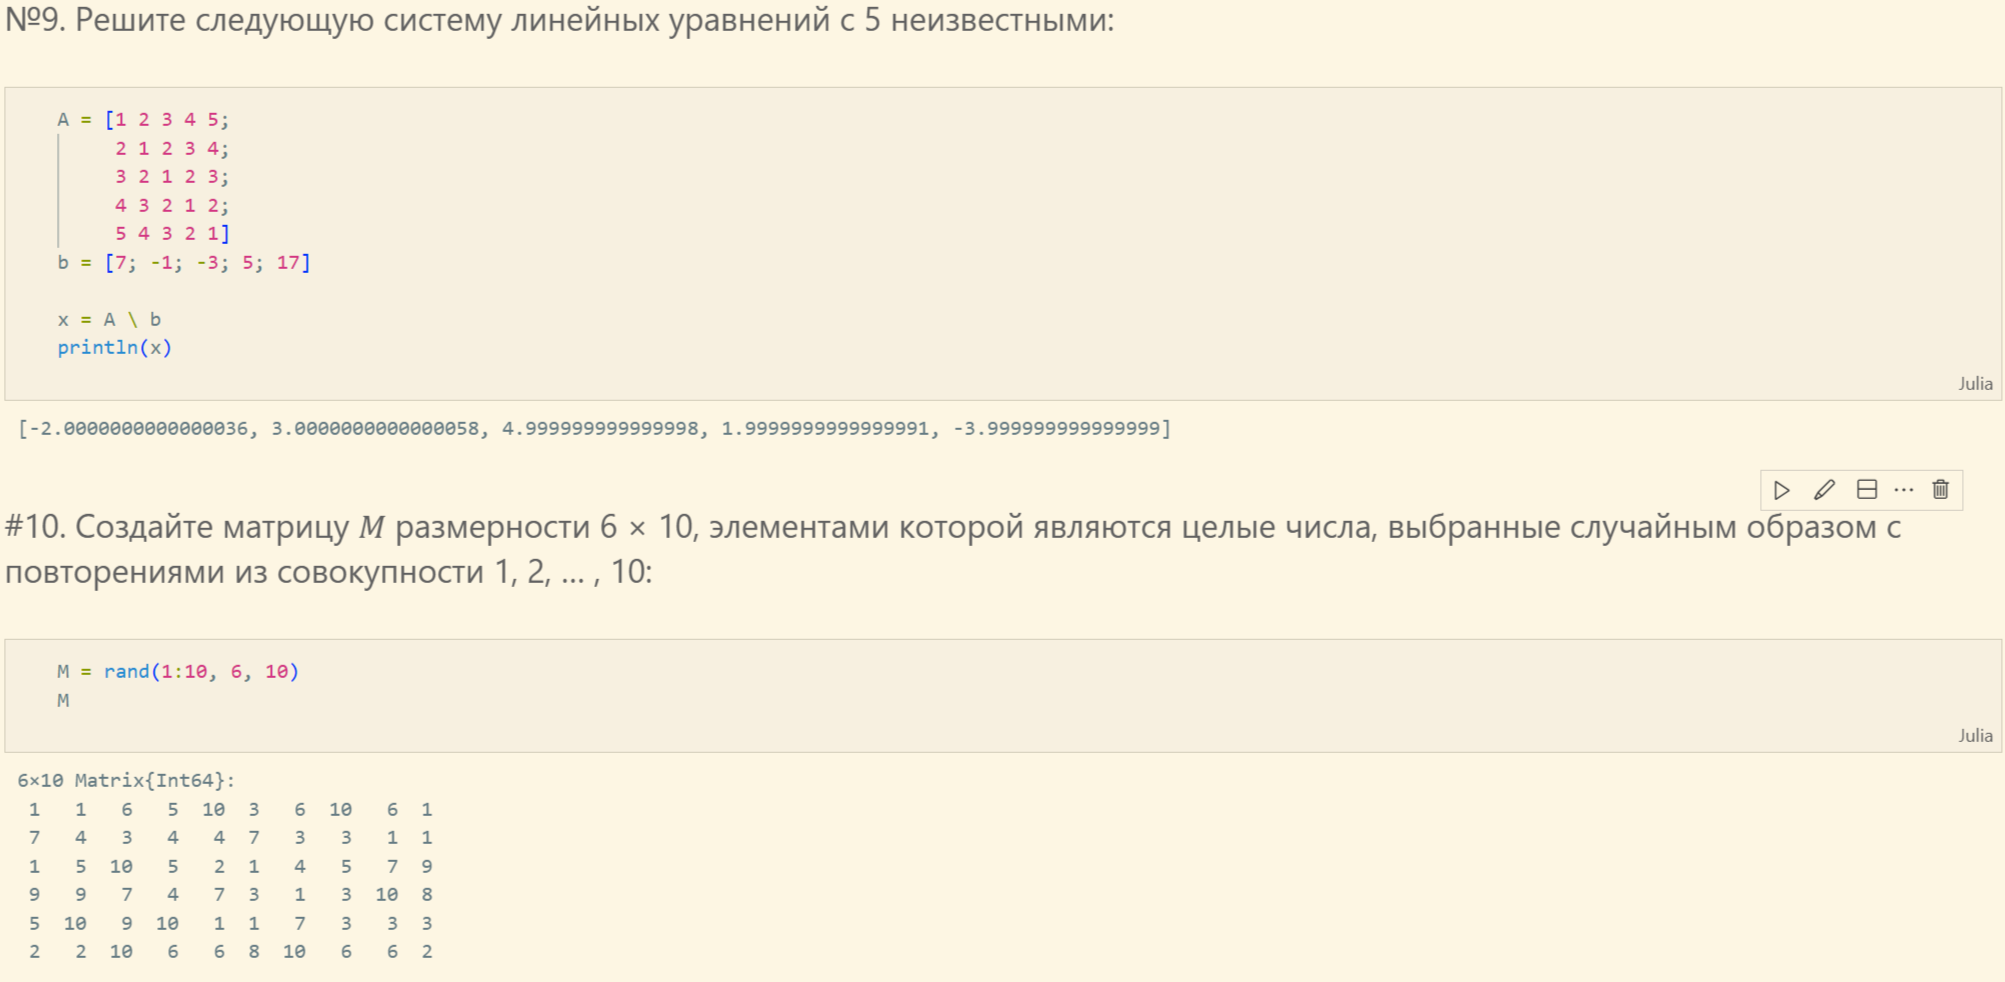 №9. Решите следующую систему линейных уравнений с 5 неизвестными:
A = [1 2 3 4 5;
2 1 2 3 4;
3 2 1 2 3;
4 3 2 1 2;
5 4 3 2 1]
b = [7; -1; -3; 5; 17]
x = A \ b
println(x)
Julia
[-2.0000000000000036, 3.0000000000000058, 4.999999999999998, 1.9999999999999991, -3.999999999999999]
#10. Создайте матрицу M размерности 6 × 10, элементами которой являются целые числа, выбранные случайным образом с
повторениями из совокупности 1, 2, … , 10:
M = rand(1:10, 6, 10)
M
Julia
6×10 Matrix{Int64}:
1 1 6 5 10 3 6 10 6 1
7 4 3 4 4 7 3 3 1 1
1 5 10 5 2 1 4 5 7 9
9 9 7 4 7 3 1 3 10 8
5 10 9 10 1 1 7 3 3 3
2 2 10 6 6 8 10 6 6 2